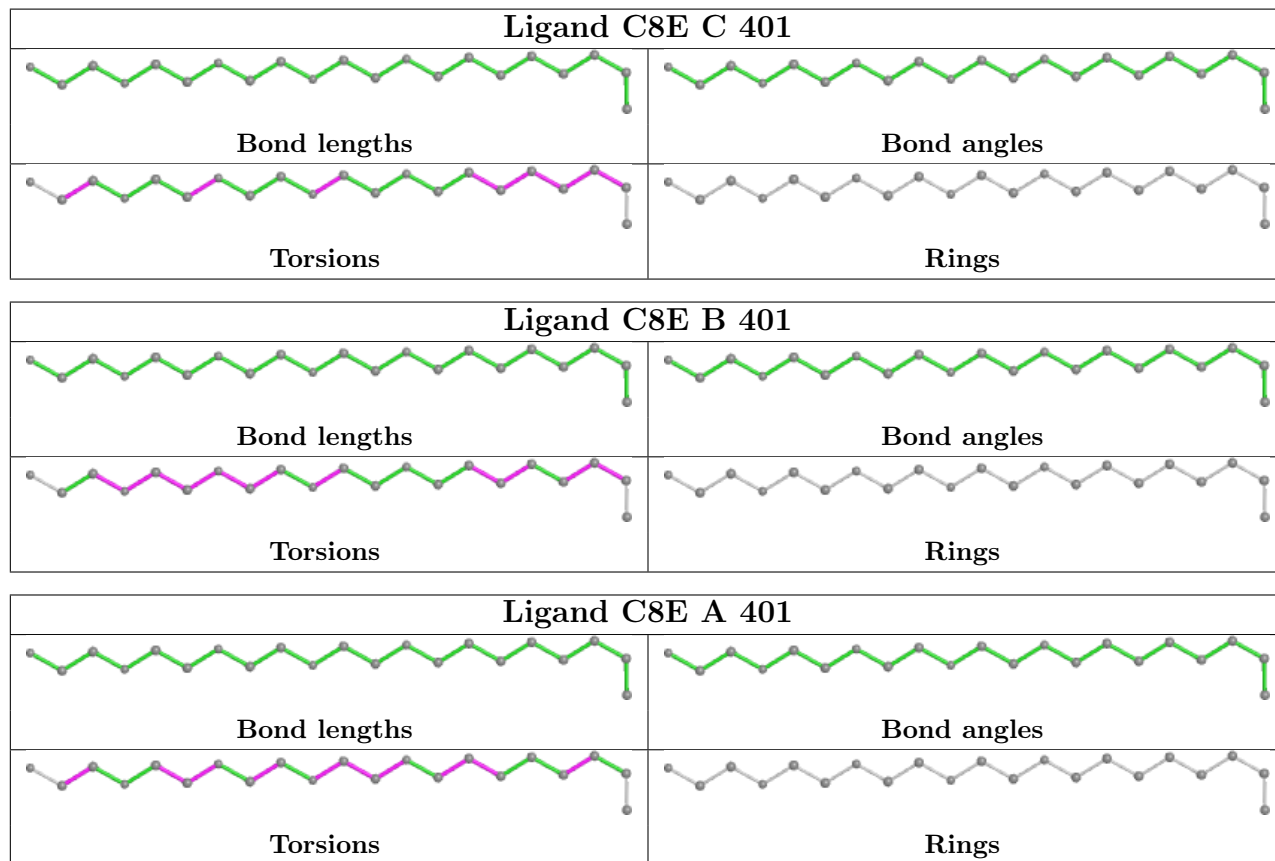 Ligand C8E C 401
Bond lengths
Bond angles
Torsions
Rings
Ligand C8E B 401
Bond lengths
Bond angles
Torsions
Rings
Ligand C8E A 401
Bond lengths
Bond angles
Torsions
Rings